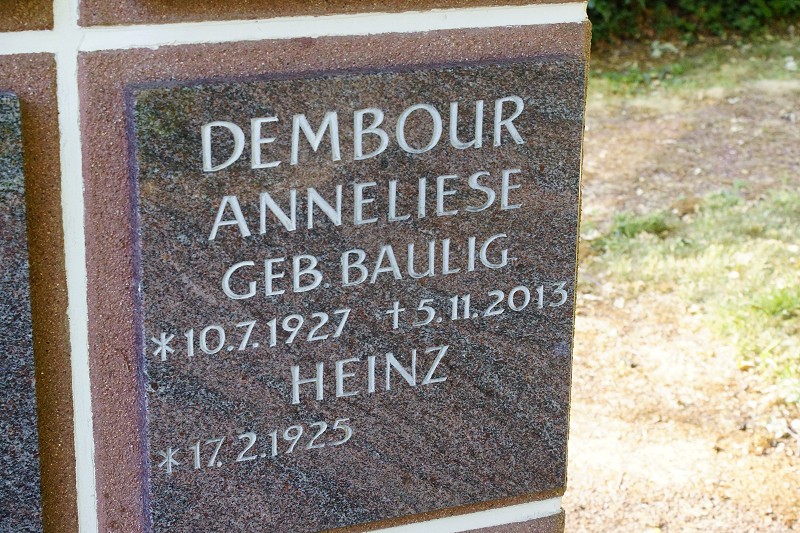 DEMBOUR
ANNELIESE
GEB. BAULIG
*10.7.1927 †5.11.2013
HEINZ
*17.2.1925